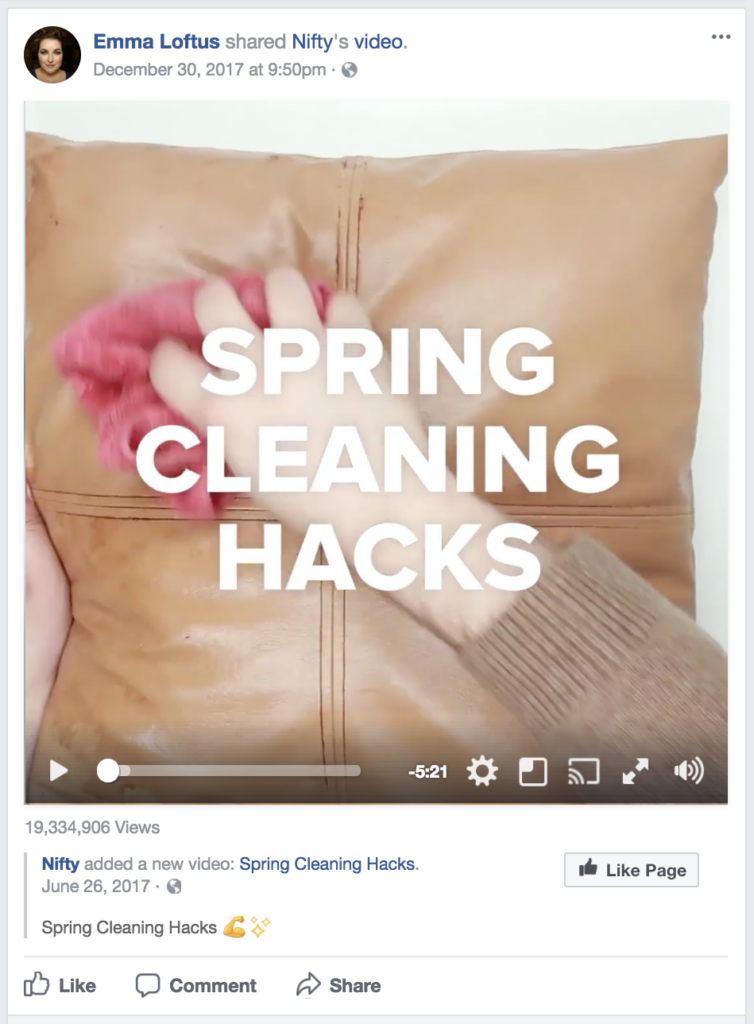 Emma Loftus shared Nifty's video.
December 30, 2017 at 9:50pm ·
SPRING
CLEANING
HACKS
-5:21
19,334,906 Views
Nifty added a new video: Spring Cleaning Hacks.
June 26, 2017 ·
Like Page
Spring Cleaning Hacks 💪✨
Like Comment Share